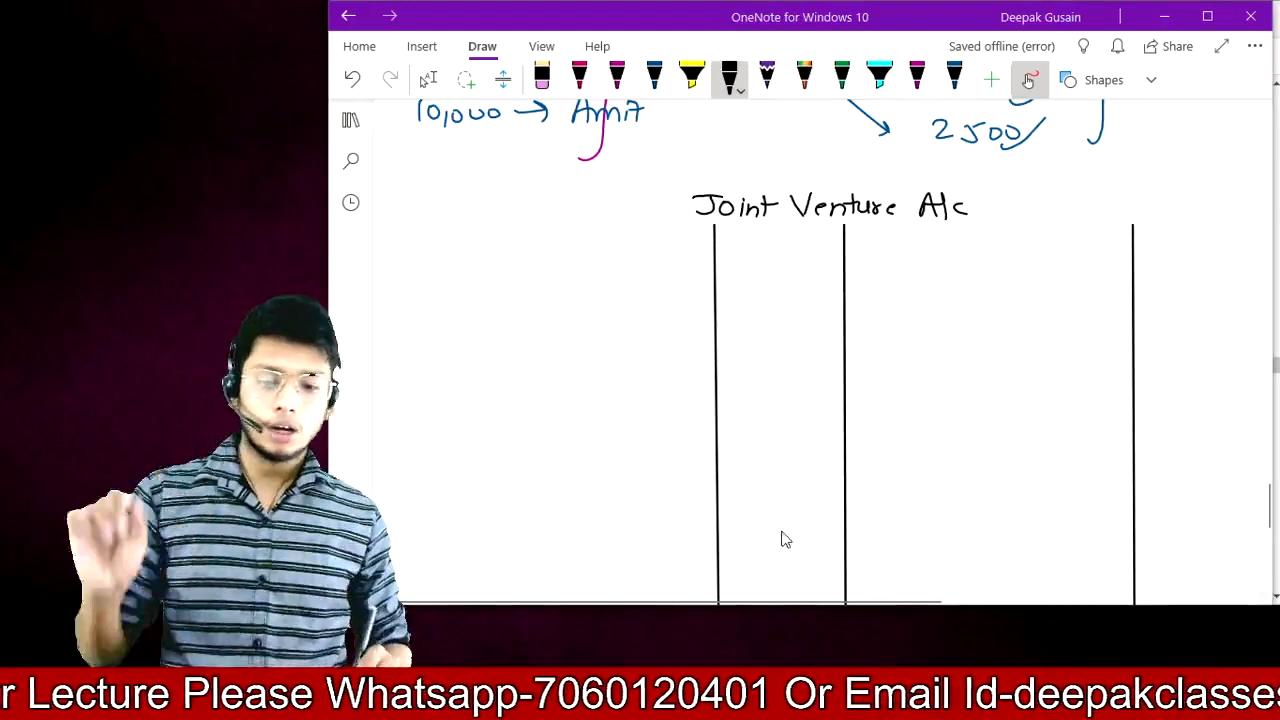 OneNote for Windows 10
Deepak Gusain
Home Insert Draw View Help
Saved offline (error)
Share
Shapes
10,000 → Amit
2500/
Joint Venture A/c
r Lecture Please Whatsapp-7060120401 Or Email Id-deepakclasses